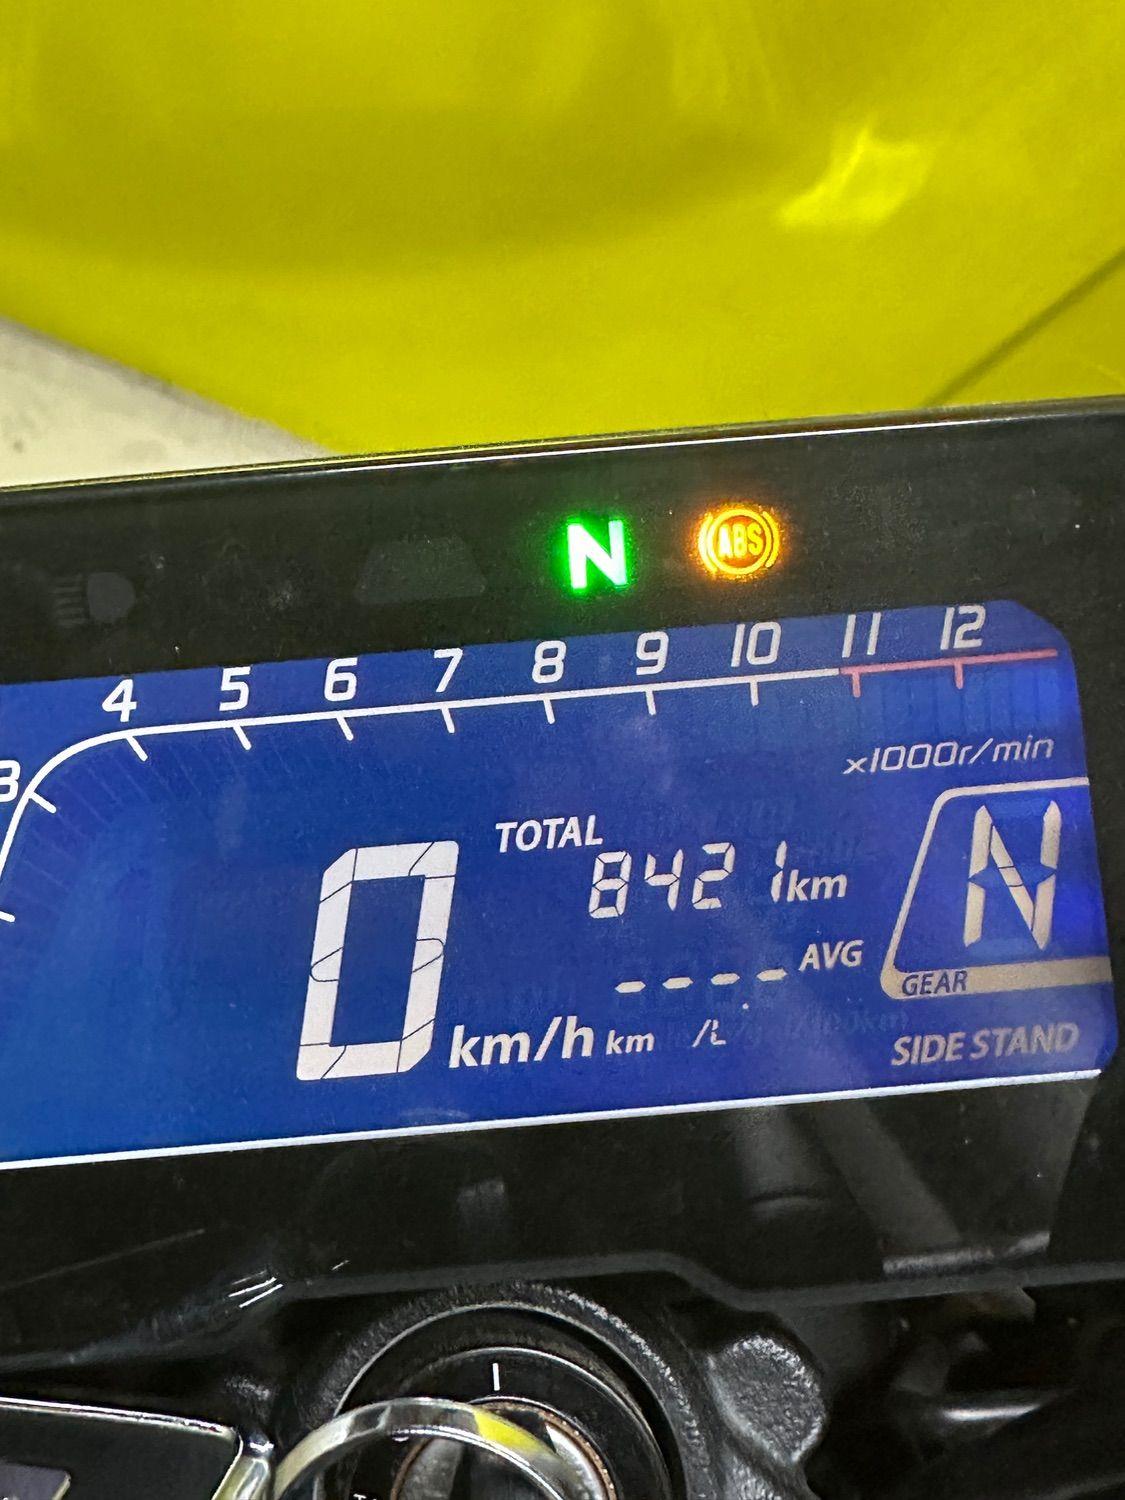 N ABS
3 4 5 6 7 8 9 10 11 12
x1000r/min
TOTAL
8421km
N
---- AVG
GEAR
0 km/h km /L
SIDE STAND